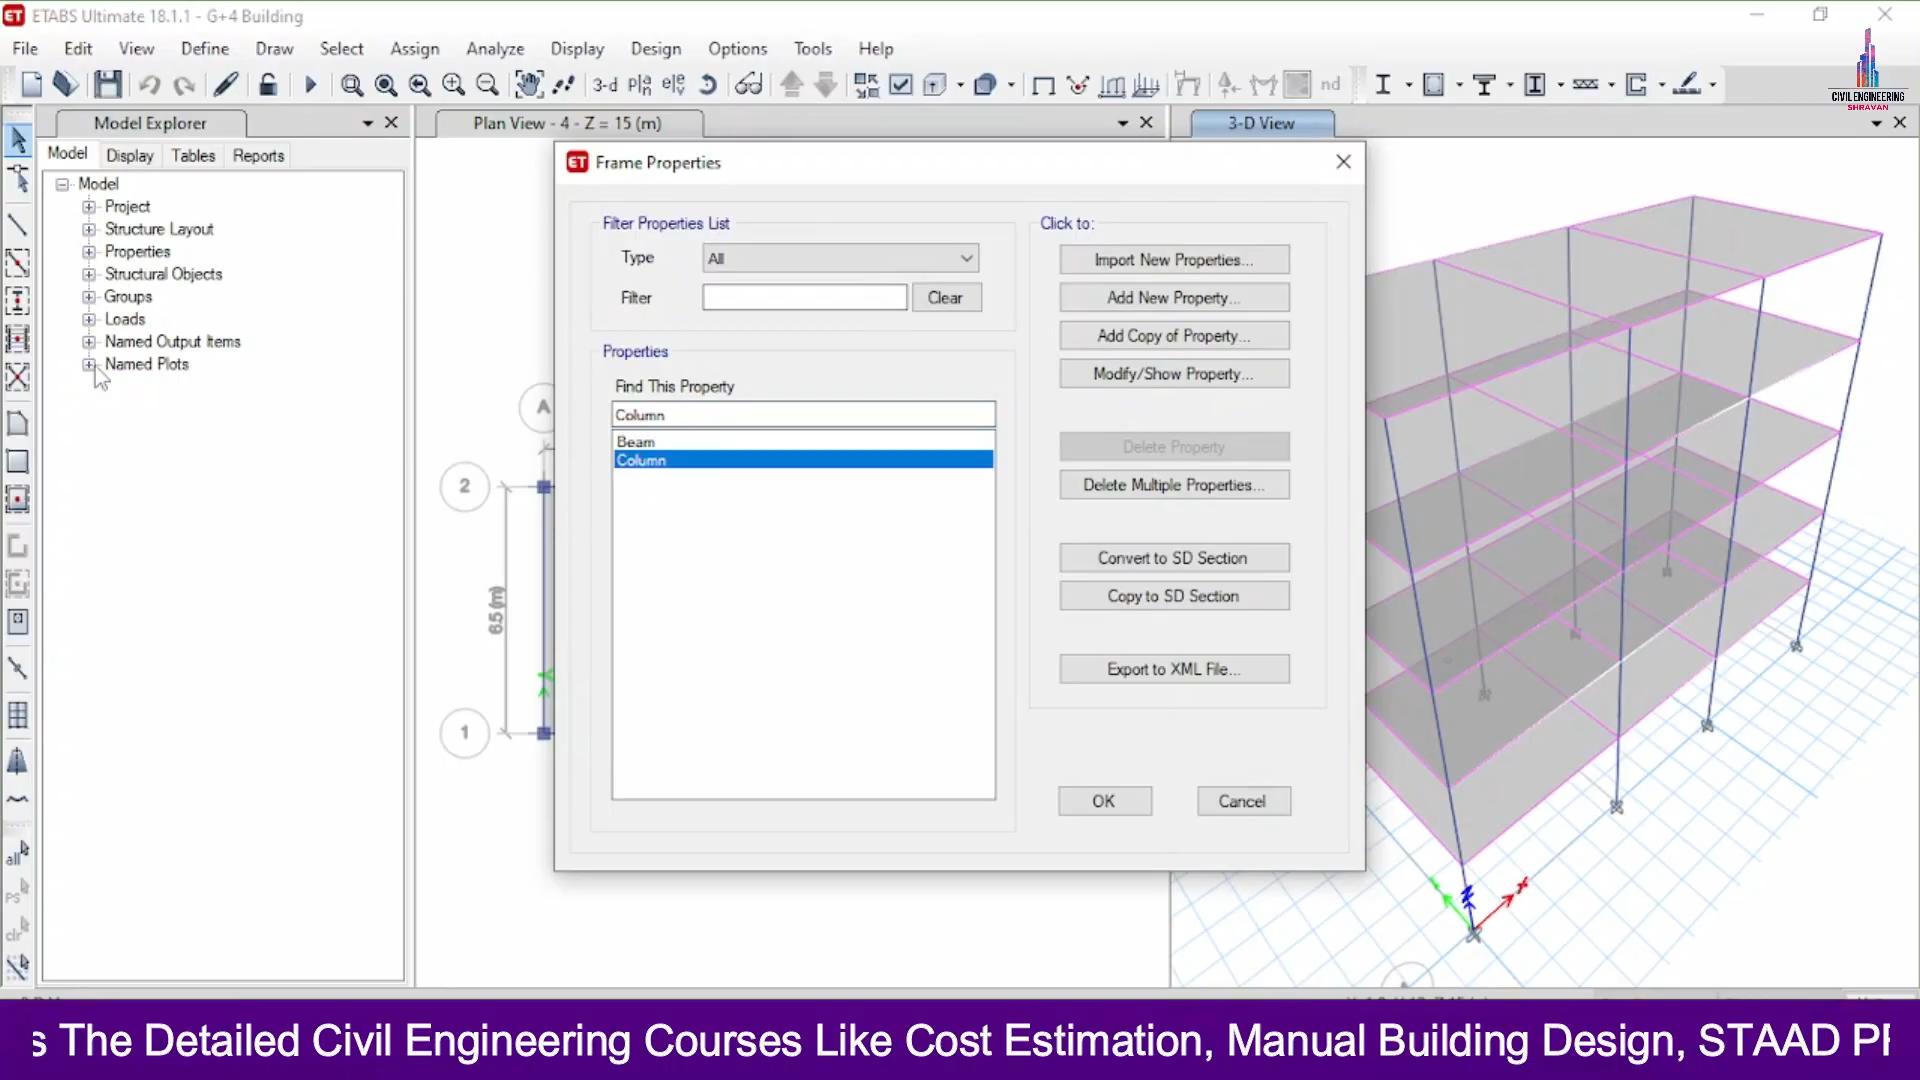 ETABS Ultimate 18.1.1 - G+4 Building
File Edit View Define Draw Select Assign Analyze Display Design Options Tools Help
3-d
nd
CIVIL ENGINEERING
SHRAVAN
Model Explorer
Plan View - 4 - Z = 15 (m)
3-D View
Model Display Tables Reports
Model
Project
Structure Layout
Properties
Structural Objects
Groups
Loads
Named Output Items
Named Plots
all
PS
clr
A
2
6.5 (m)
1
ET Frame Properties
Filter Properties List
Type All
Filter Clear
Properties
Find This Property
Column
Beam
Column
Click to:
Import New Properties...
Add New Property...
Add Copy of Property...
Modify/Show Property...
Delete Property
Delete Multiple Properties...
Convert to SD Section
Copy to SD Section
Export to XML File...
OK Cancel
Z
s The Detailed Civil Engineering Courses Like Cost Estimation, Manual Building Design, STAAD P